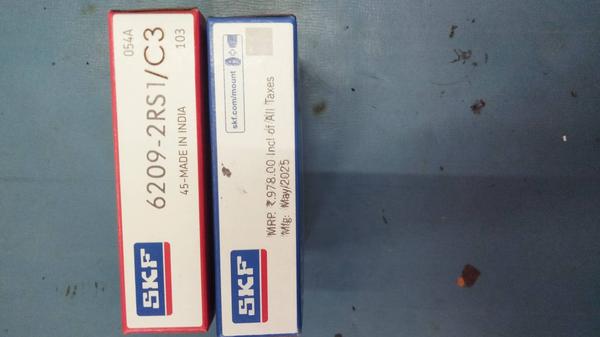 SKF
6209-2RS1/C3
45-MADE IN INDIA
054A
103
SKF
MRP. ₹.978.00 Incl of All Taxes
Mfg: May/2025
skf.com/mount